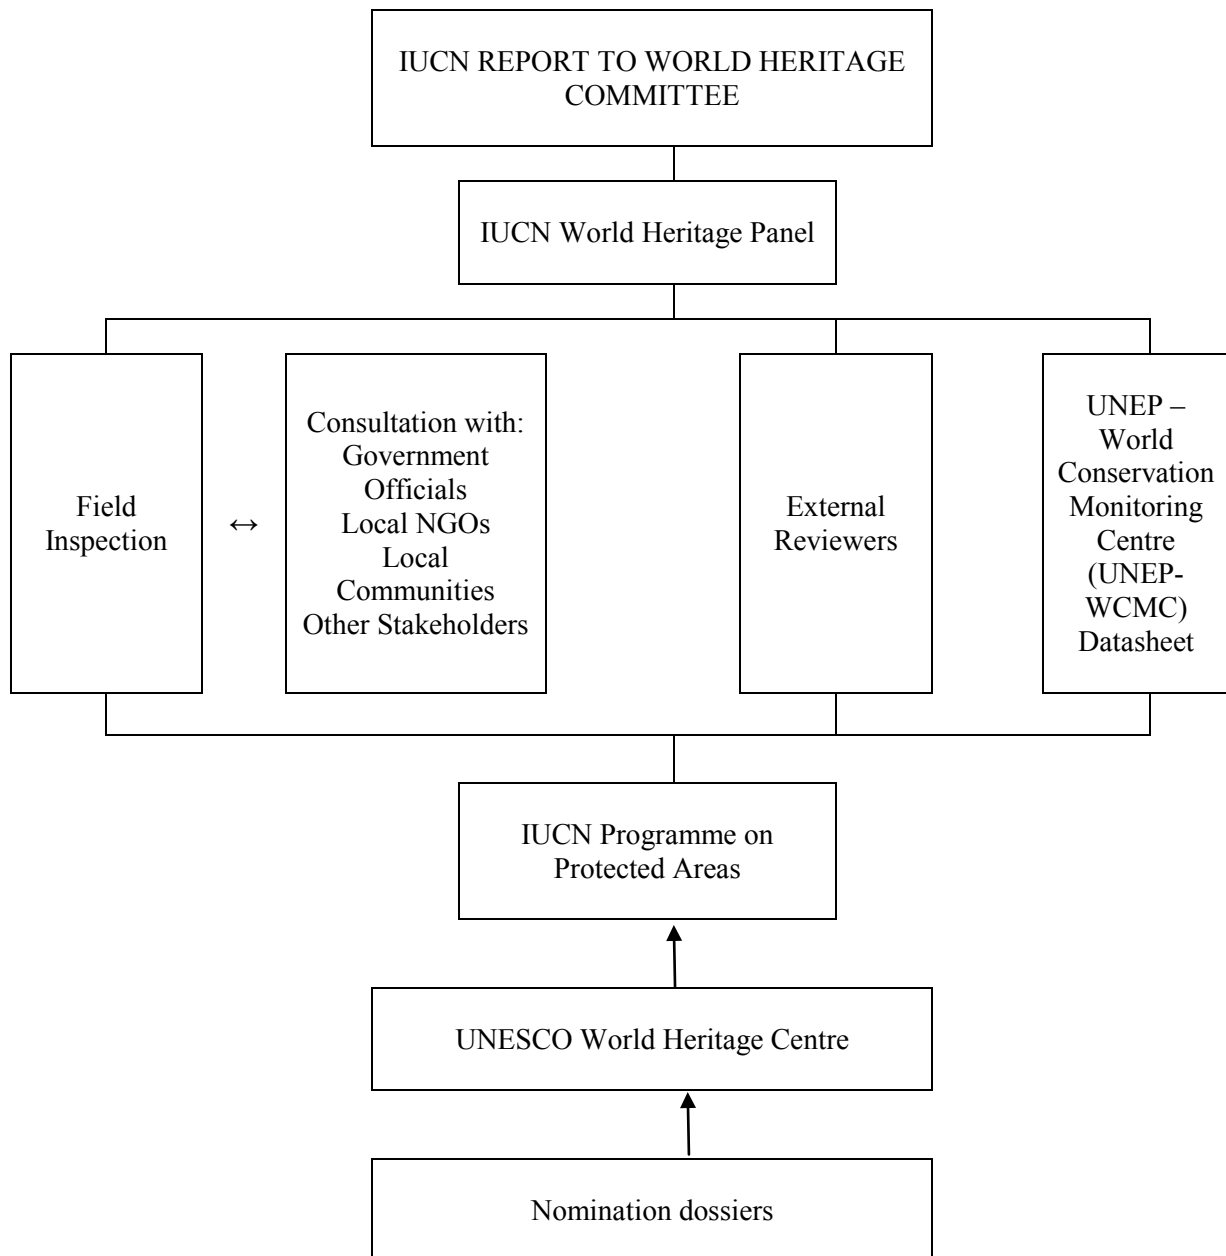 IUCN REPORT TO WORLD HERITAGE
COMMITTEE
IUCN World Heritage Panel
Field
Inspection
↔
Consultation with:
Government
Officials
Local NGOs
Local
Communities
Other Stakeholders
External
Reviewers
UNEP –
World
Conservation
Monitoring
Centre
(UNEP-
WCMC)
Datasheet
IUCN Programme on
Protected Areas
UNESCO World Heritage Centre
Nomination dossiers